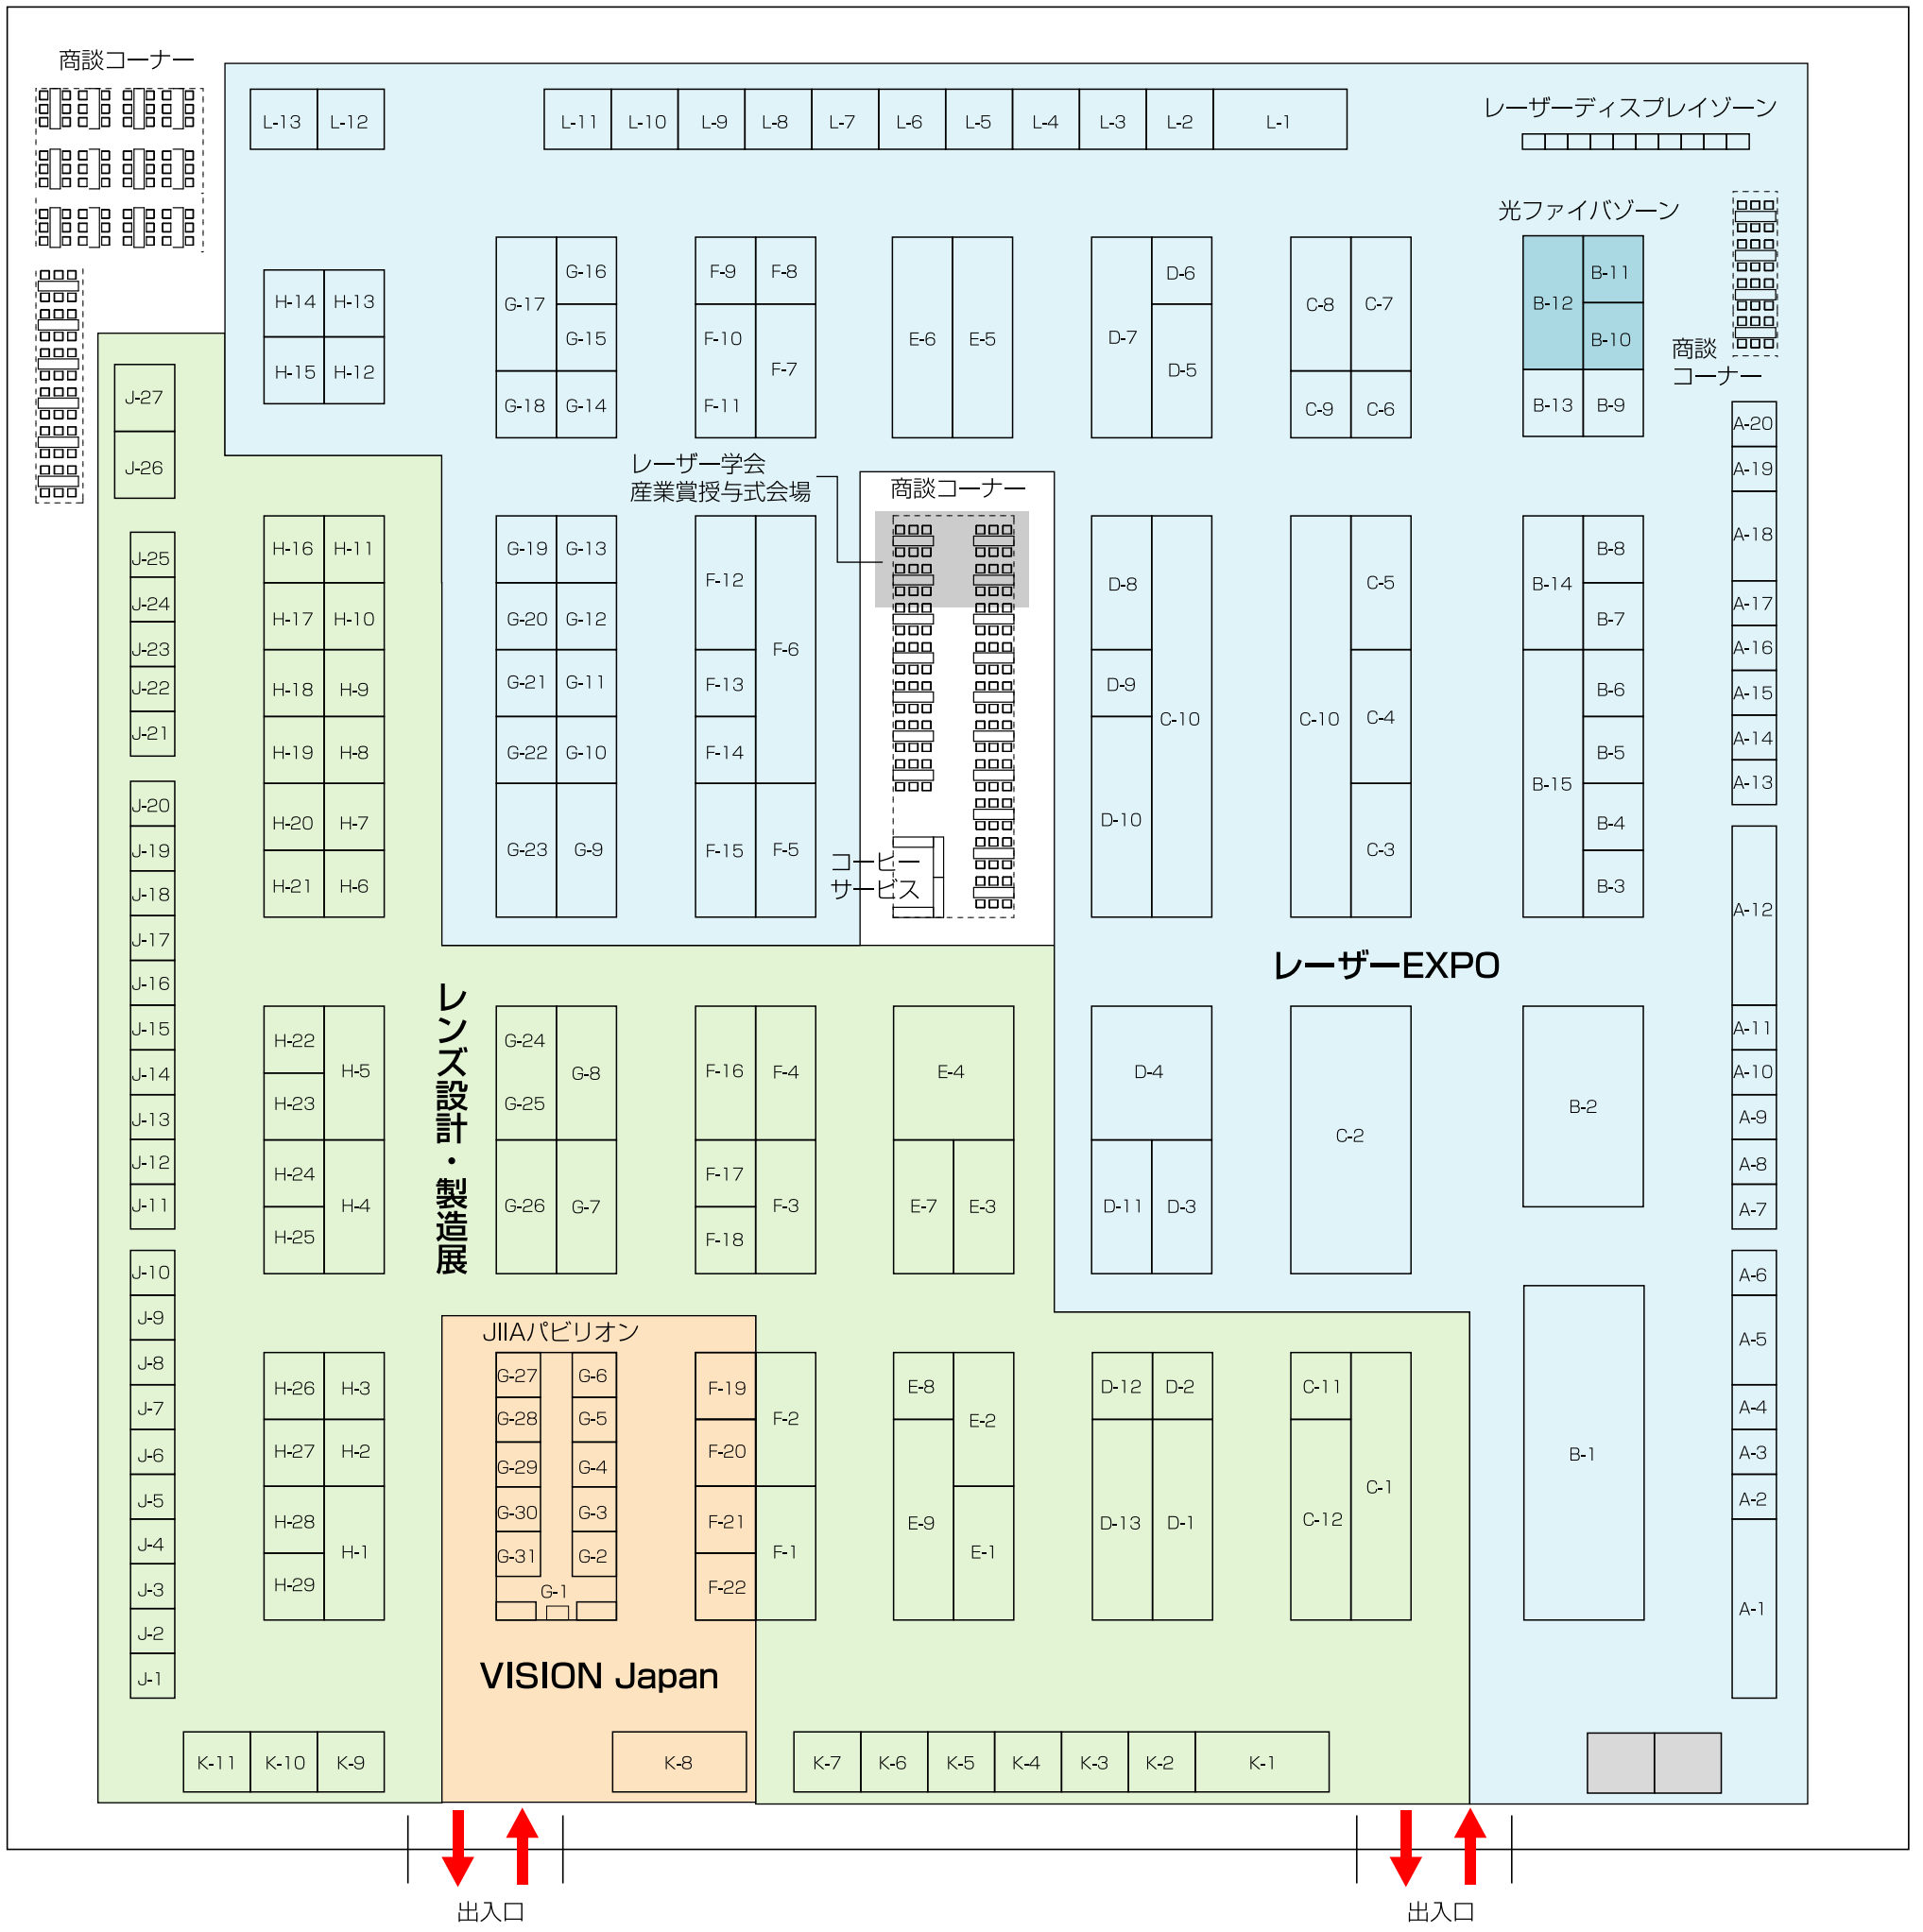 商談コーナー
L-13
L-12
L-11
L-10
L-9
L-8
L-7
L-6
L-5
L-4
L-3
L-2
L-1
レーザーディスプレイゾーン
光ファイバゾーン
H-14
H-13
H-15
H-12
G-17
G-16
G-15
G-18
G-14
F-9
F-8
F-10
F-7
F-11
E-6
E-5
D-7
D-6
D-5
C-8
C-7
C-9
C-6
B-12
B-11
B-10
B-13
B-9
商談
コーナー
J-27
J-26
J-25
J-24
J-23
J-22
J-21
J-20
J-19
J-18
J-17
J-16
J-15
J-14
J-13
J-12
J-11
J-10
J-9
J-8
J-7
J-6
J-5
J-4
J-3
J-2
J-1
レーザー学会
産業賞授与式会場
商談コーナー
H-16
H-11
H-17
H-10
H-18
H-9
H-19
H-8
H-20
H-7
H-21
H-6
G-19
G-13
G-20
G-12
G-21
G-11
G-22
G-10
G-23
G-9
F-12
F-6
F-13
F-14
F-15
F-5
コーヒー
サービス
D-8
D-9
C-10
D-10
C-10
C-5
C-4
C-3
B-14
B-8
B-7
B-15
B-6
B-5
B-4
B-3
A-20
A-19
A-18
A-17
A-16
A-15
A-14
A-13
A-12
A-11
A-10
A-9
A-8
A-7
A-6
A-5
A-4
A-3
A-2
A-1
レーザーEXPO
レンズ設計・製造展
H-22
H-5
H-23
H-24
H-4
H-25
G-24
G-8
G-25
G-26
G-7
F-16
F-4
F-17
F-3
F-18
E-4
E-7
E-3
D-4
D-11
D-3
C-2
B-2
JIIAパビリオン
H-26
H-3
H-27
H-2
H-28
H-1
H-29
G-27
G-6
G-28
G-5
G-29
G-4
G-30
G-3
G-31
G-2
G-1
F-19
F-2
F-20
F-21
F-1
F-22
E-8
E-2
E-9
E-1
D-12
D-2
D-13
D-1
C-11
C-1
C-12
B-1
VISION Japan
K-11
K-10
K-9
K-8
K-7
K-6
K-5
K-4
K-3
K-2
K-1
出入口
出入口